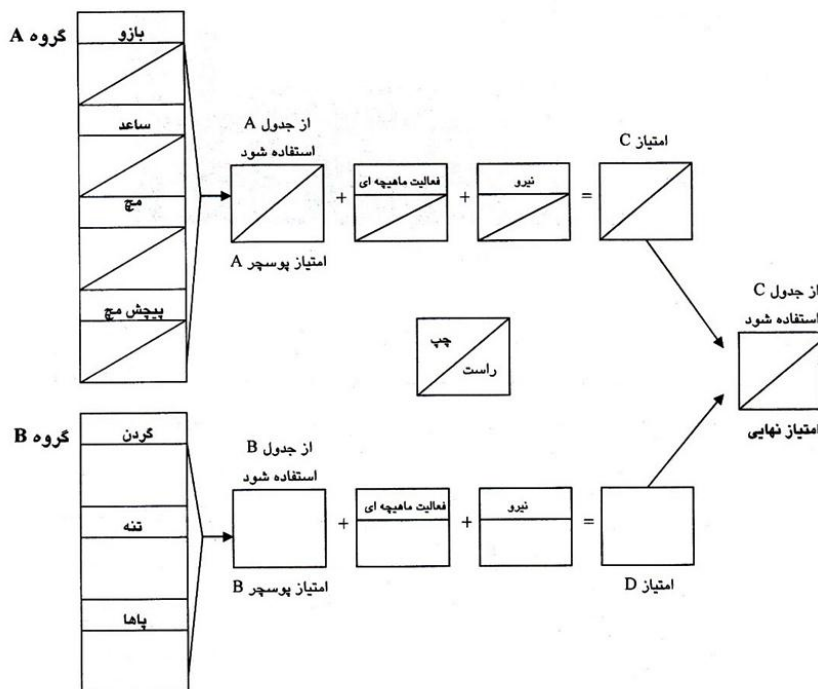 گروه A
بازو
ساعد
مچ
پیچش مچ
از جدول A
استفاده شود
امتیاز پوسچر A
+
فعالیت ماهیچه ای
+
نیرو
=
امتیاز C
چپ
راست
از جدول C
استفاده شود
امتیاز نهایی
گروه B
گردن
تنه
پاها
از جدول B
استفاده شود
امتیاز پوسچر B
+
فعالیت ماهیچه ای
+
نیرو
=
امتیاز D